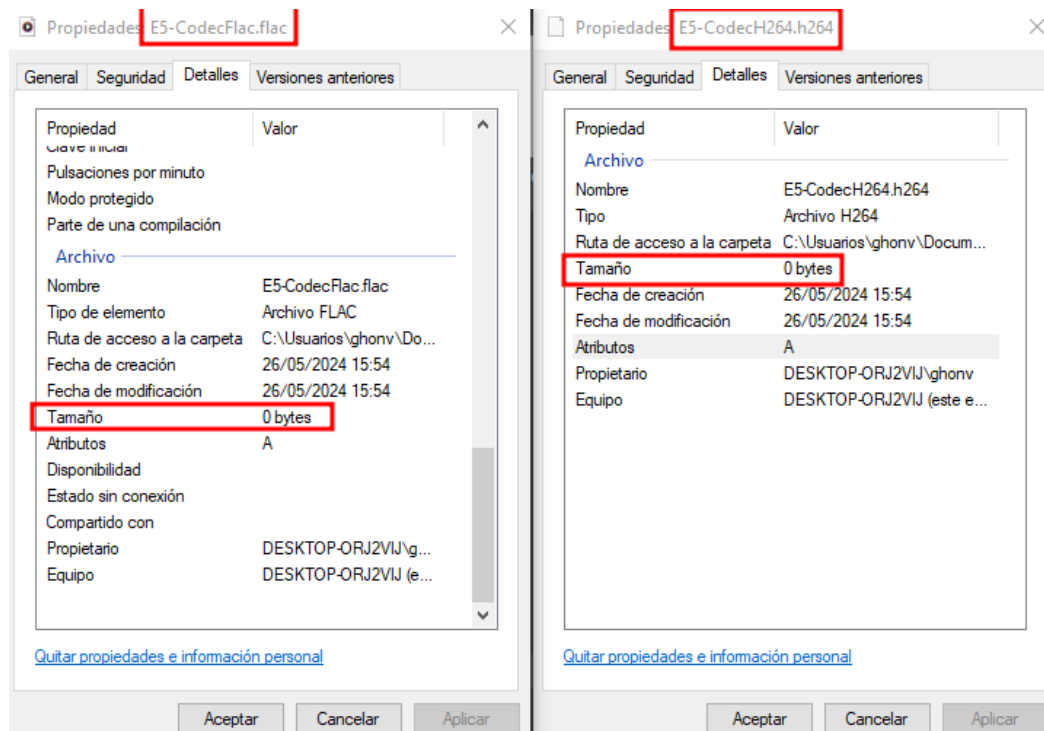 Propiedades: E5-CodecFlac.flac
General Seguridad Detalles Versiones anteriores
Propiedad Valor
Clave inicial
Pulsaciones por minuto
Modo protegido
Parte de una compilación
Archivo
Nombre E5-CodecFlac.flac
Tipo de elemento Archivo FLAC
Ruta de acceso a la carpeta C:\Usuarios\ghonv\Do...
Fecha de creación 26/05/2024 15:54
Fecha de modificación 26/05/2024 15:54
Tamaño 0 bytes
Atributos A
Disponibilidad
Estado sin conexión
Compartido con
Propietario DESKTOP-ORJ2VIJ\g...
Equipo DESKTOP-ORJ2VIJ (e...
Quitar propiedades e información personal
Aceptar Cancelar Aplicar
Propiedades: E5-CodecH264.h264
General Seguridad Detalles Versiones anteriores
Propiedad Valor
Archivo
Nombre E5-CodecH264.h264
Tipo Archivo H264
Ruta de acceso a la carpeta C:\Usuarios\ghonv\Docum...
Tamaño 0 bytes
Fecha de creación 26/05/2024 15:54
Fecha de modificación 26/05/2024 15:54
Atributos A
Propietario DESKTOP-ORJ2VIJ\ghonv
Equipo DESKTOP-ORJ2VIJ (este e...
Quitar propiedades e información personal
Aceptar Cancelar Aplicar